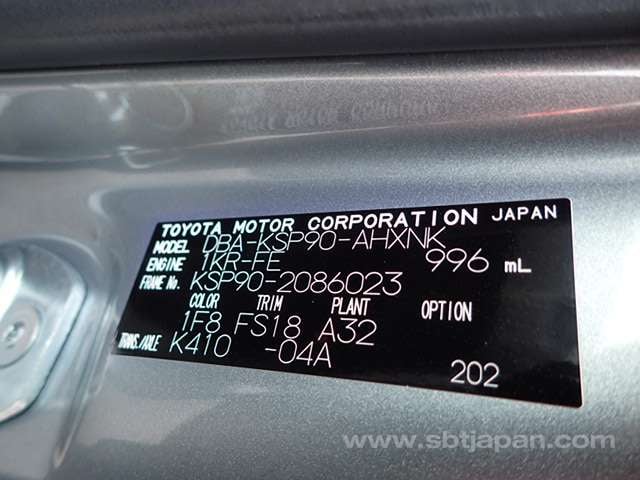 TOYOTA MOTOR CORPORATION JAPAN
MODEL DBA-KSP90-AHXNK
ENGINE 1KR-FE 996 mL
FRAME No. KSP90-2086023
COLOR TRIM PLANT OPTION
1F8 FS18 A32
TRANS./AXLE K410 -04A
202
www.sbtjapan.com